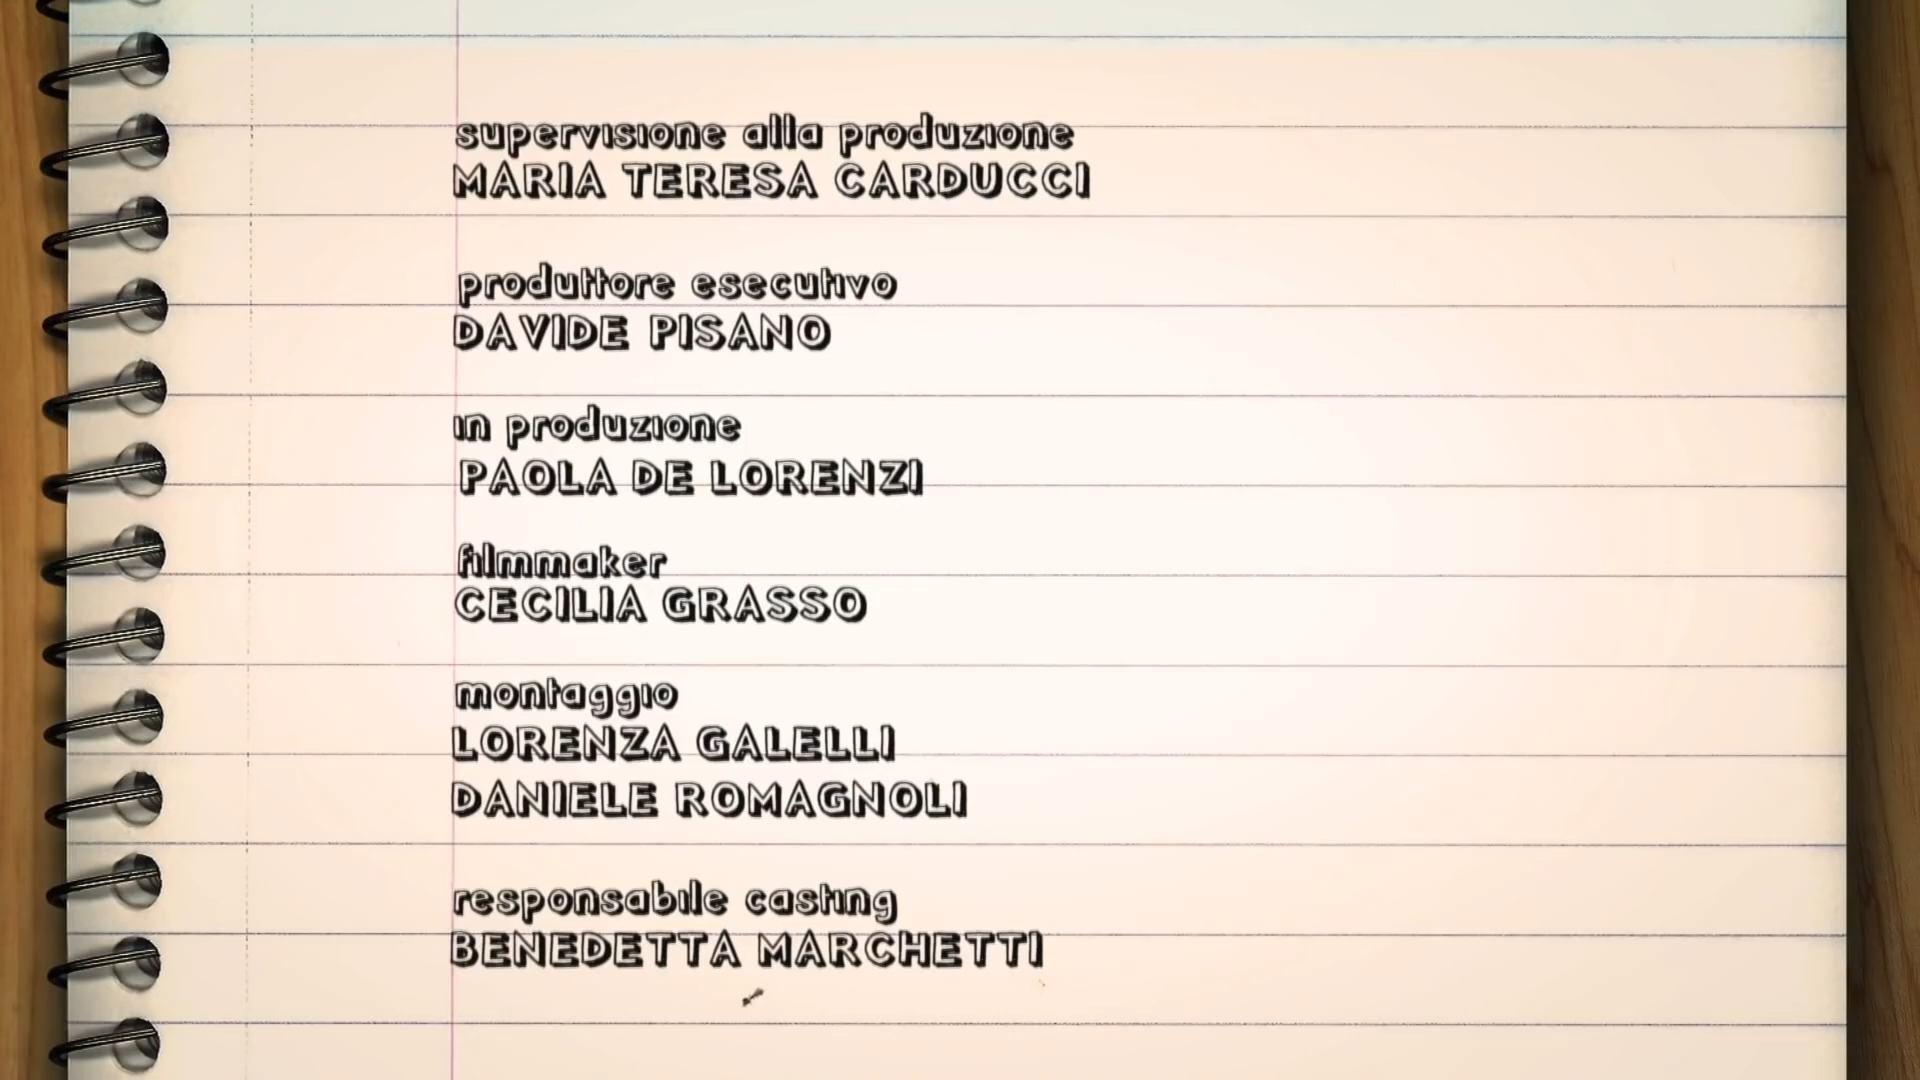 supervisione alla produzione
MARIA TERESA CARDUCCI
produttore esecutivo
DAVIDE PISANO
in produzione
PAOLA DE LORENZI
filmmaker
CECILIA GRASSO
montaggio
LORENZA GALELLI
DANIELE ROMAGNOLI
responsabile casting
BENEDETTA MARCHETTI